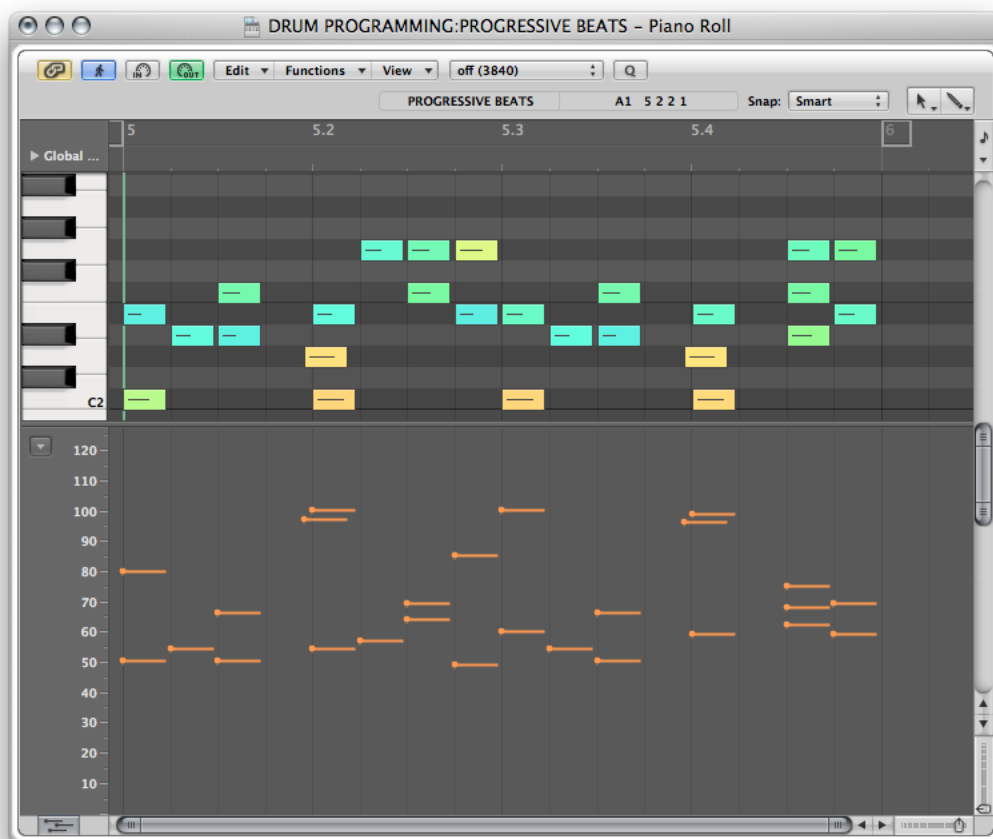 DRUM PROGRAMMING:PROGRESSIVE BEATS – Piano Roll
IN OUT Edit Functions View off (3840) Q
PROGRESSIVE BEATS A1 5 2 2 1 Snap: Smart
5 5.2 5.3 5.4 6
Global ...
C2
120
110
100
90
80
70
60
50
40
30
20
10